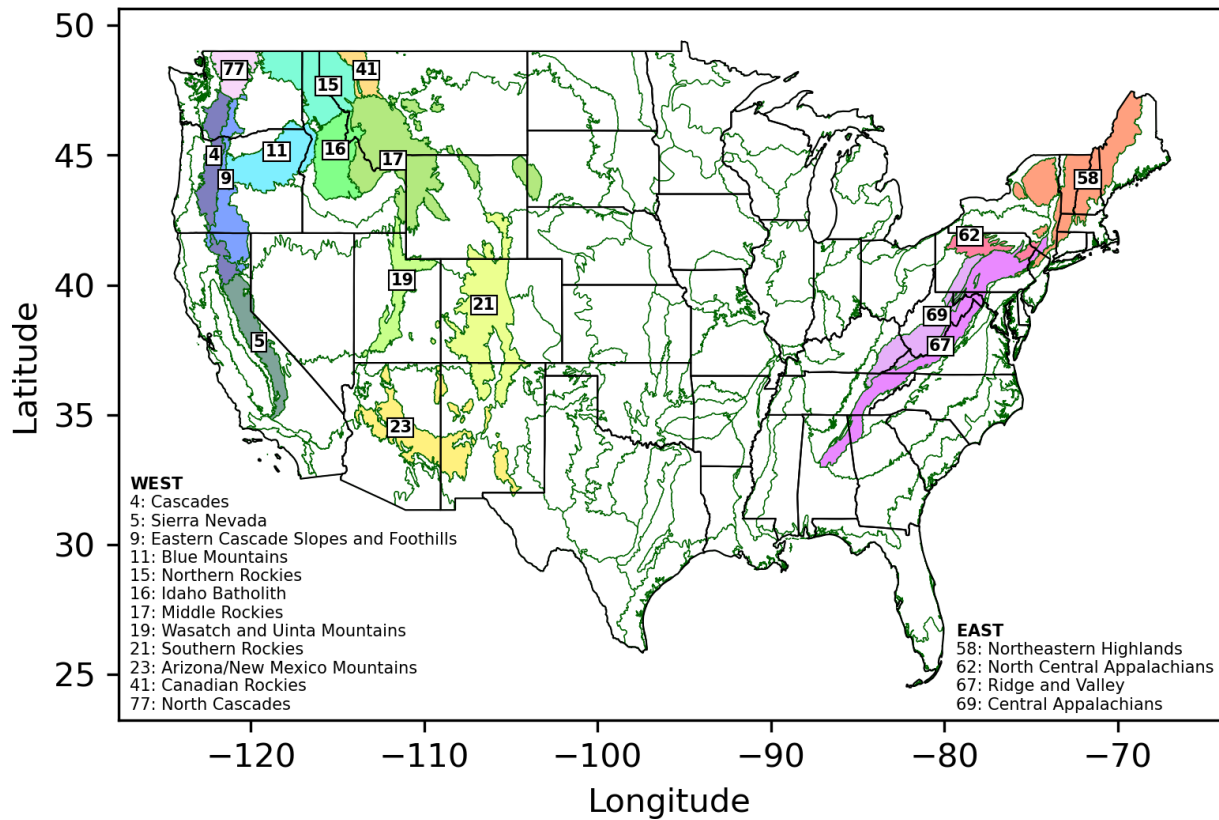 50
45
40
35
30
25
Latitude
77
41
15
4
11
16
17
9
58
62
19
21
69
5
67
23
WEST
4: Cascades
5: Sierra Nevada
9: Eastern Cascade Slopes and Foothills
11: Blue Mountains
15: Northern Rockies
16: Idaho Batholith
17: Middle Rockies
19: Wasatch and Uinta Mountains
21: Southern Rockies
23: Arizona/New Mexico Mountains
41: Canadian Rockies
77: North Cascades
EAST
58: Northeastern Highlands
62: North Central Appalachians
67: Ridge and Valley
69: Central Appalachians
−120 −110 −100 −90 −80 −70
Longitude